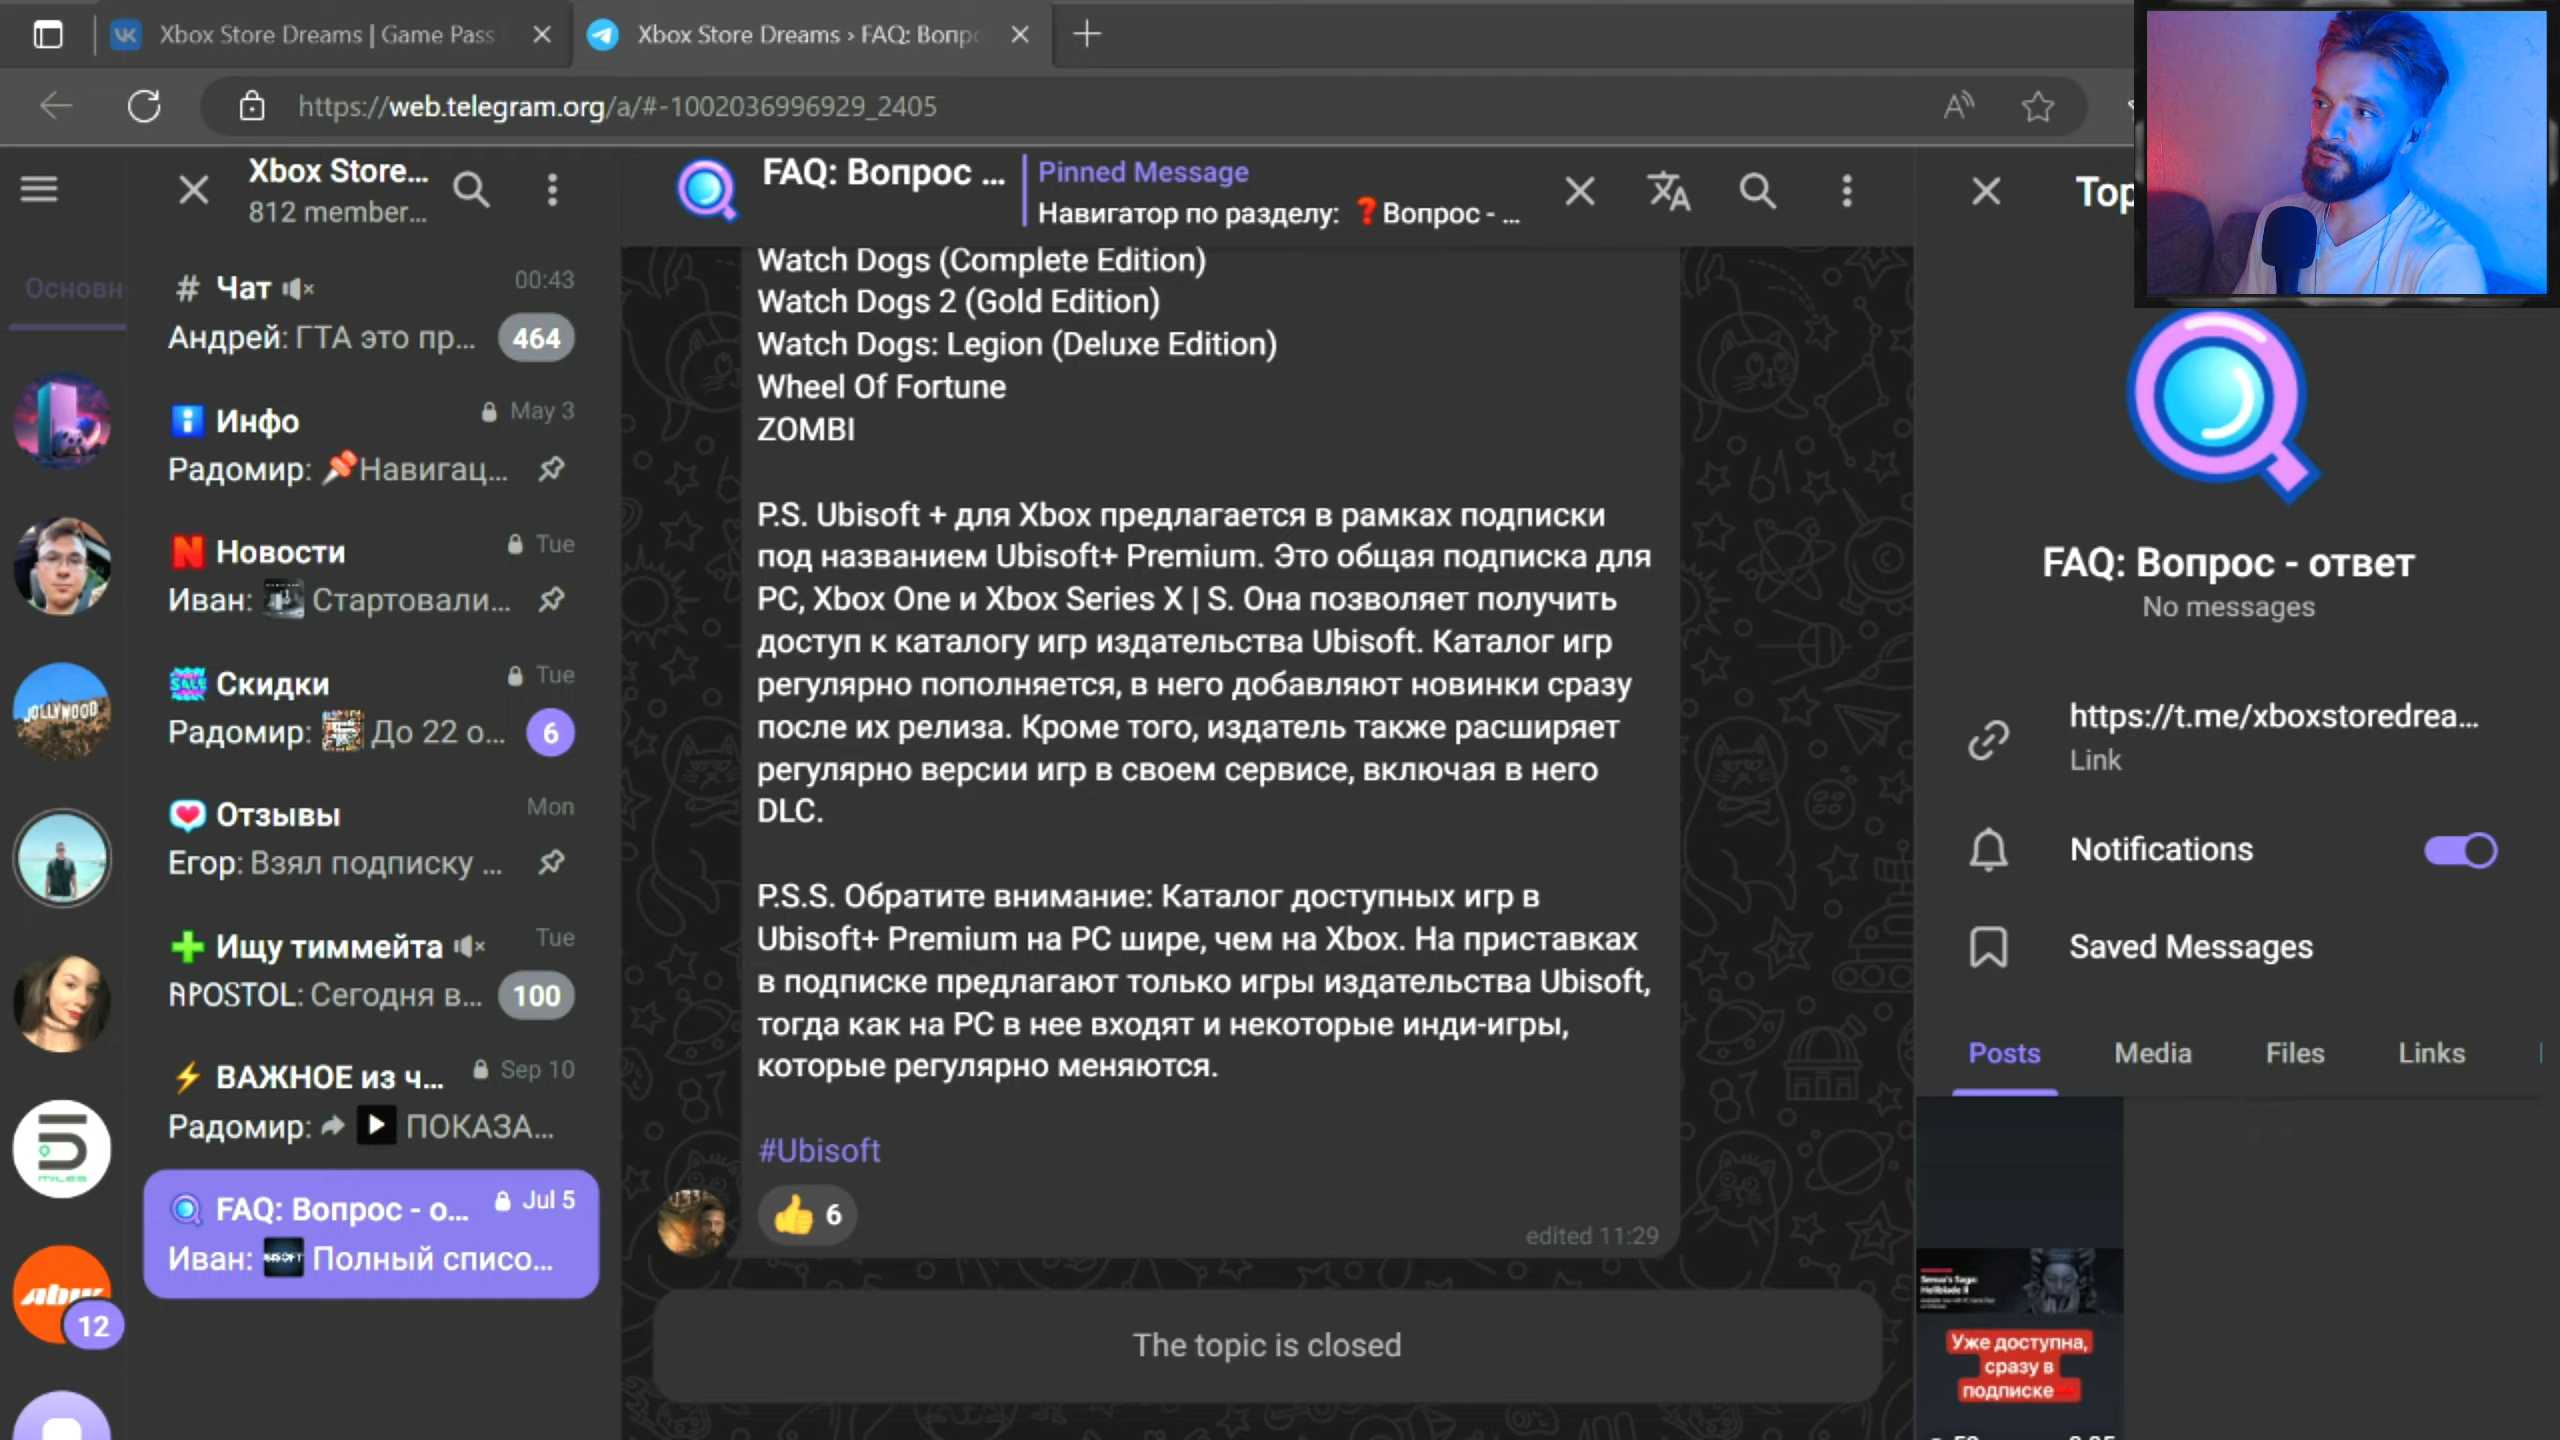 Xbox Store Dreams | Game Pass
Xbox Store Dreams › FAQ: Вопро
https://web.telegram.org/a/#-1002036996929_2405
Xbox Store...
812 member...
Основн
# Чат
00:43
Андрей: ГТА это пр...
464
Инфо
May 3
Радомир: Навигац...
Новости
Tue
Иван: Стартовали...
Скидки
Tue
Радомир: До 22 о...
6
Отзывы
Mon
Егор: Взял подписку ...
Ищу тиммейта
Tue
APOSTOL: Сегодня в...
100
ВАЖНОЕ из ч...
Sep 10
Радомир: ПОКАЗА...
FAQ: Вопрос - о...
Jul 5
Иван: Полный списо...
JOLLYWOOD
5
MILES
12
FAQ: Вопрос ...
Pinned Message
Навигатор по разделу: ❓Вопрос - ...
Watch Dogs (Complete Edition)
Watch Dogs 2 (Gold Edition)
Watch Dogs: Legion (Deluxe Edition)
Wheel Of Fortune
ZOMBI
P.S. Ubisoft + для Xbox предлагается в рамках подписки
под названием Ubisoft+ Premium. Это общая подписка для
PC, Xbox One и Xbox Series X | S. Она позволяет получить
доступ к каталогу игр издательства Ubisoft. Каталог игр
регулярно пополняется, в него добавляют новинки сразу
после их релиза. Кроме того, издатель также расширяет
регулярно версии игр в своем сервисе, включая в него
DLC.
P.S.S. Обратите внимание: Каталог доступных игр в
Ubisoft+ Premium на PC шире, чем на Xbox. На приставках
в подписке предлагают только игры издательства Ubisoft,
тогда как на PC в нее входят и некоторые инди-игры,
которые регулярно меняются.
#Ubisoft
👍 6
edited 11:29
The topic is closed
Top
FAQ: Вопрос - ответ
No messages
https://t.me/xboxstoredrea...
Link
Notifications
Saved Messages
Posts
Media
Files
Links
Senua's Saga:
Hellblade II
Уже доступна,
сразу в
подписке